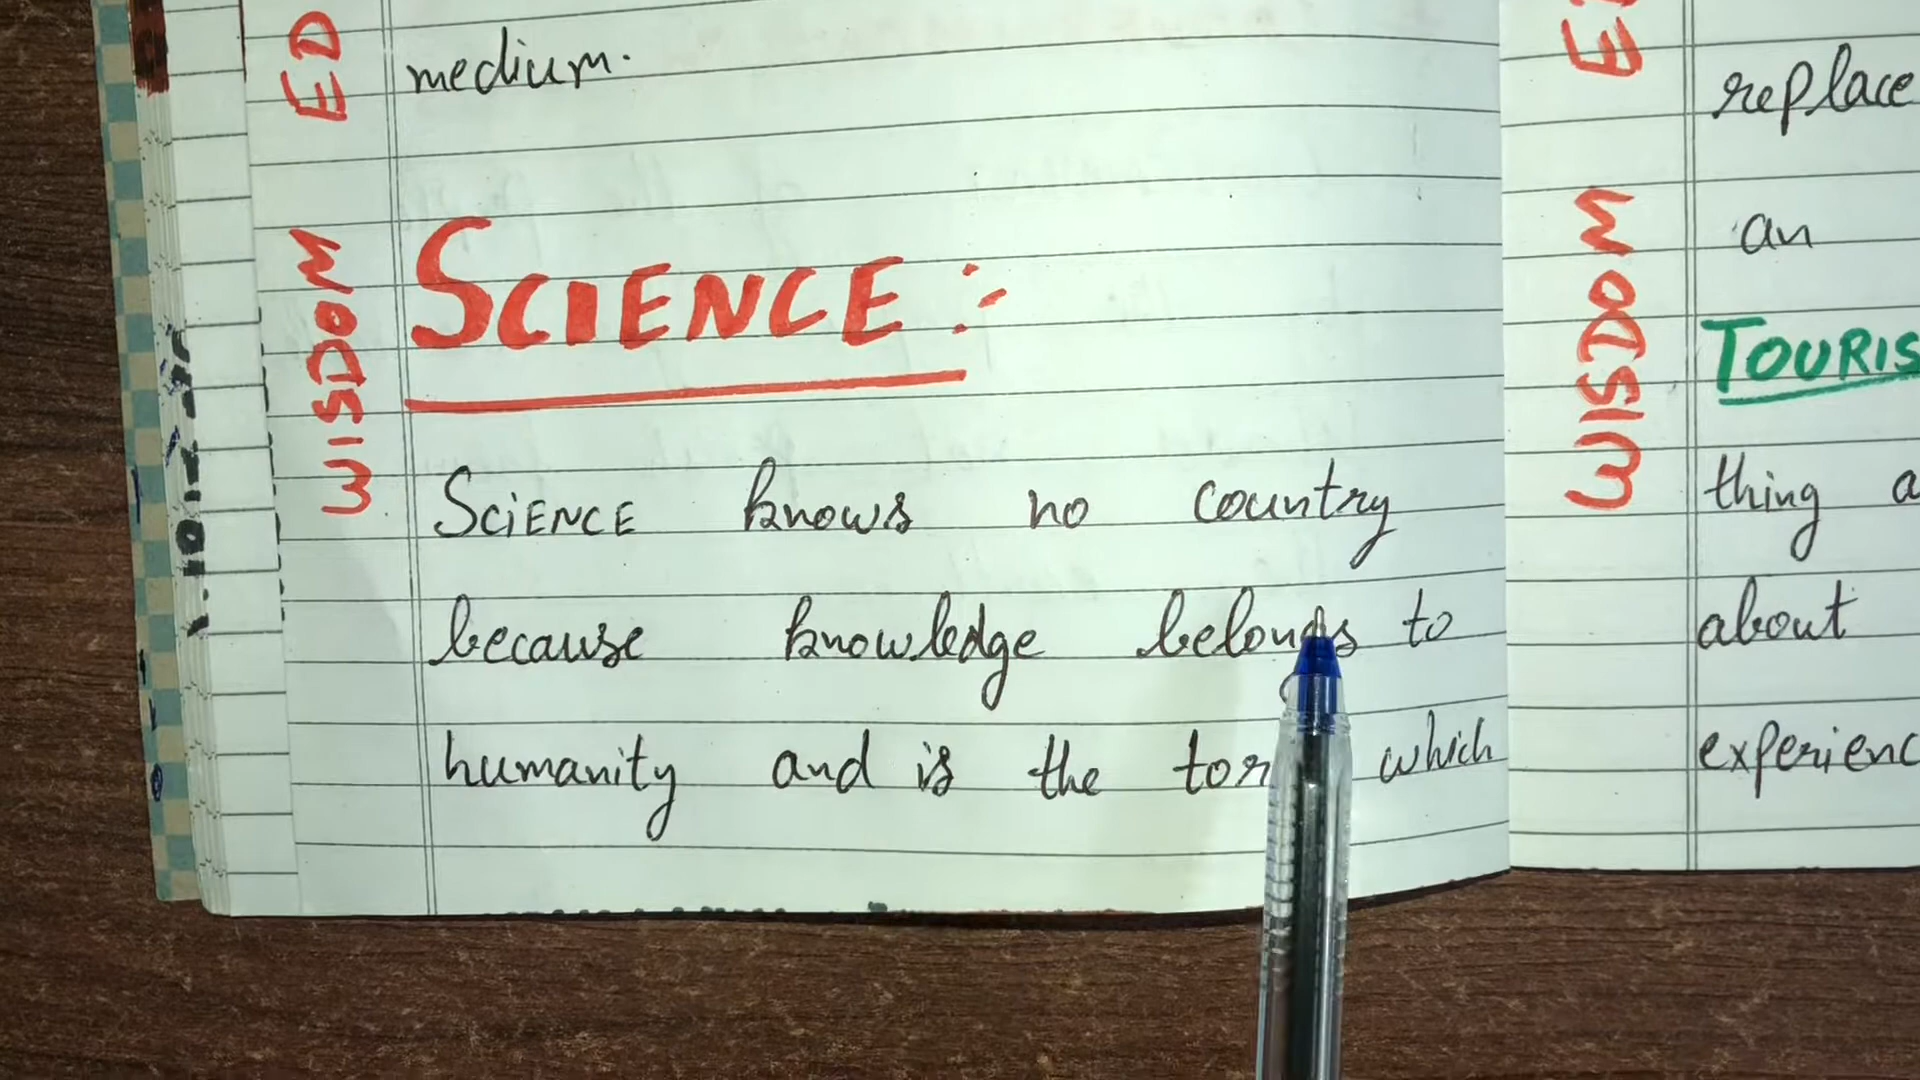 ED
WISDOM
medium.
SCIENCE:-
SCiENCE knows no country
because knowledge belongs to
humanity and is the which
WISDOM
replace
an
TOURIS
thing a
about
experienc